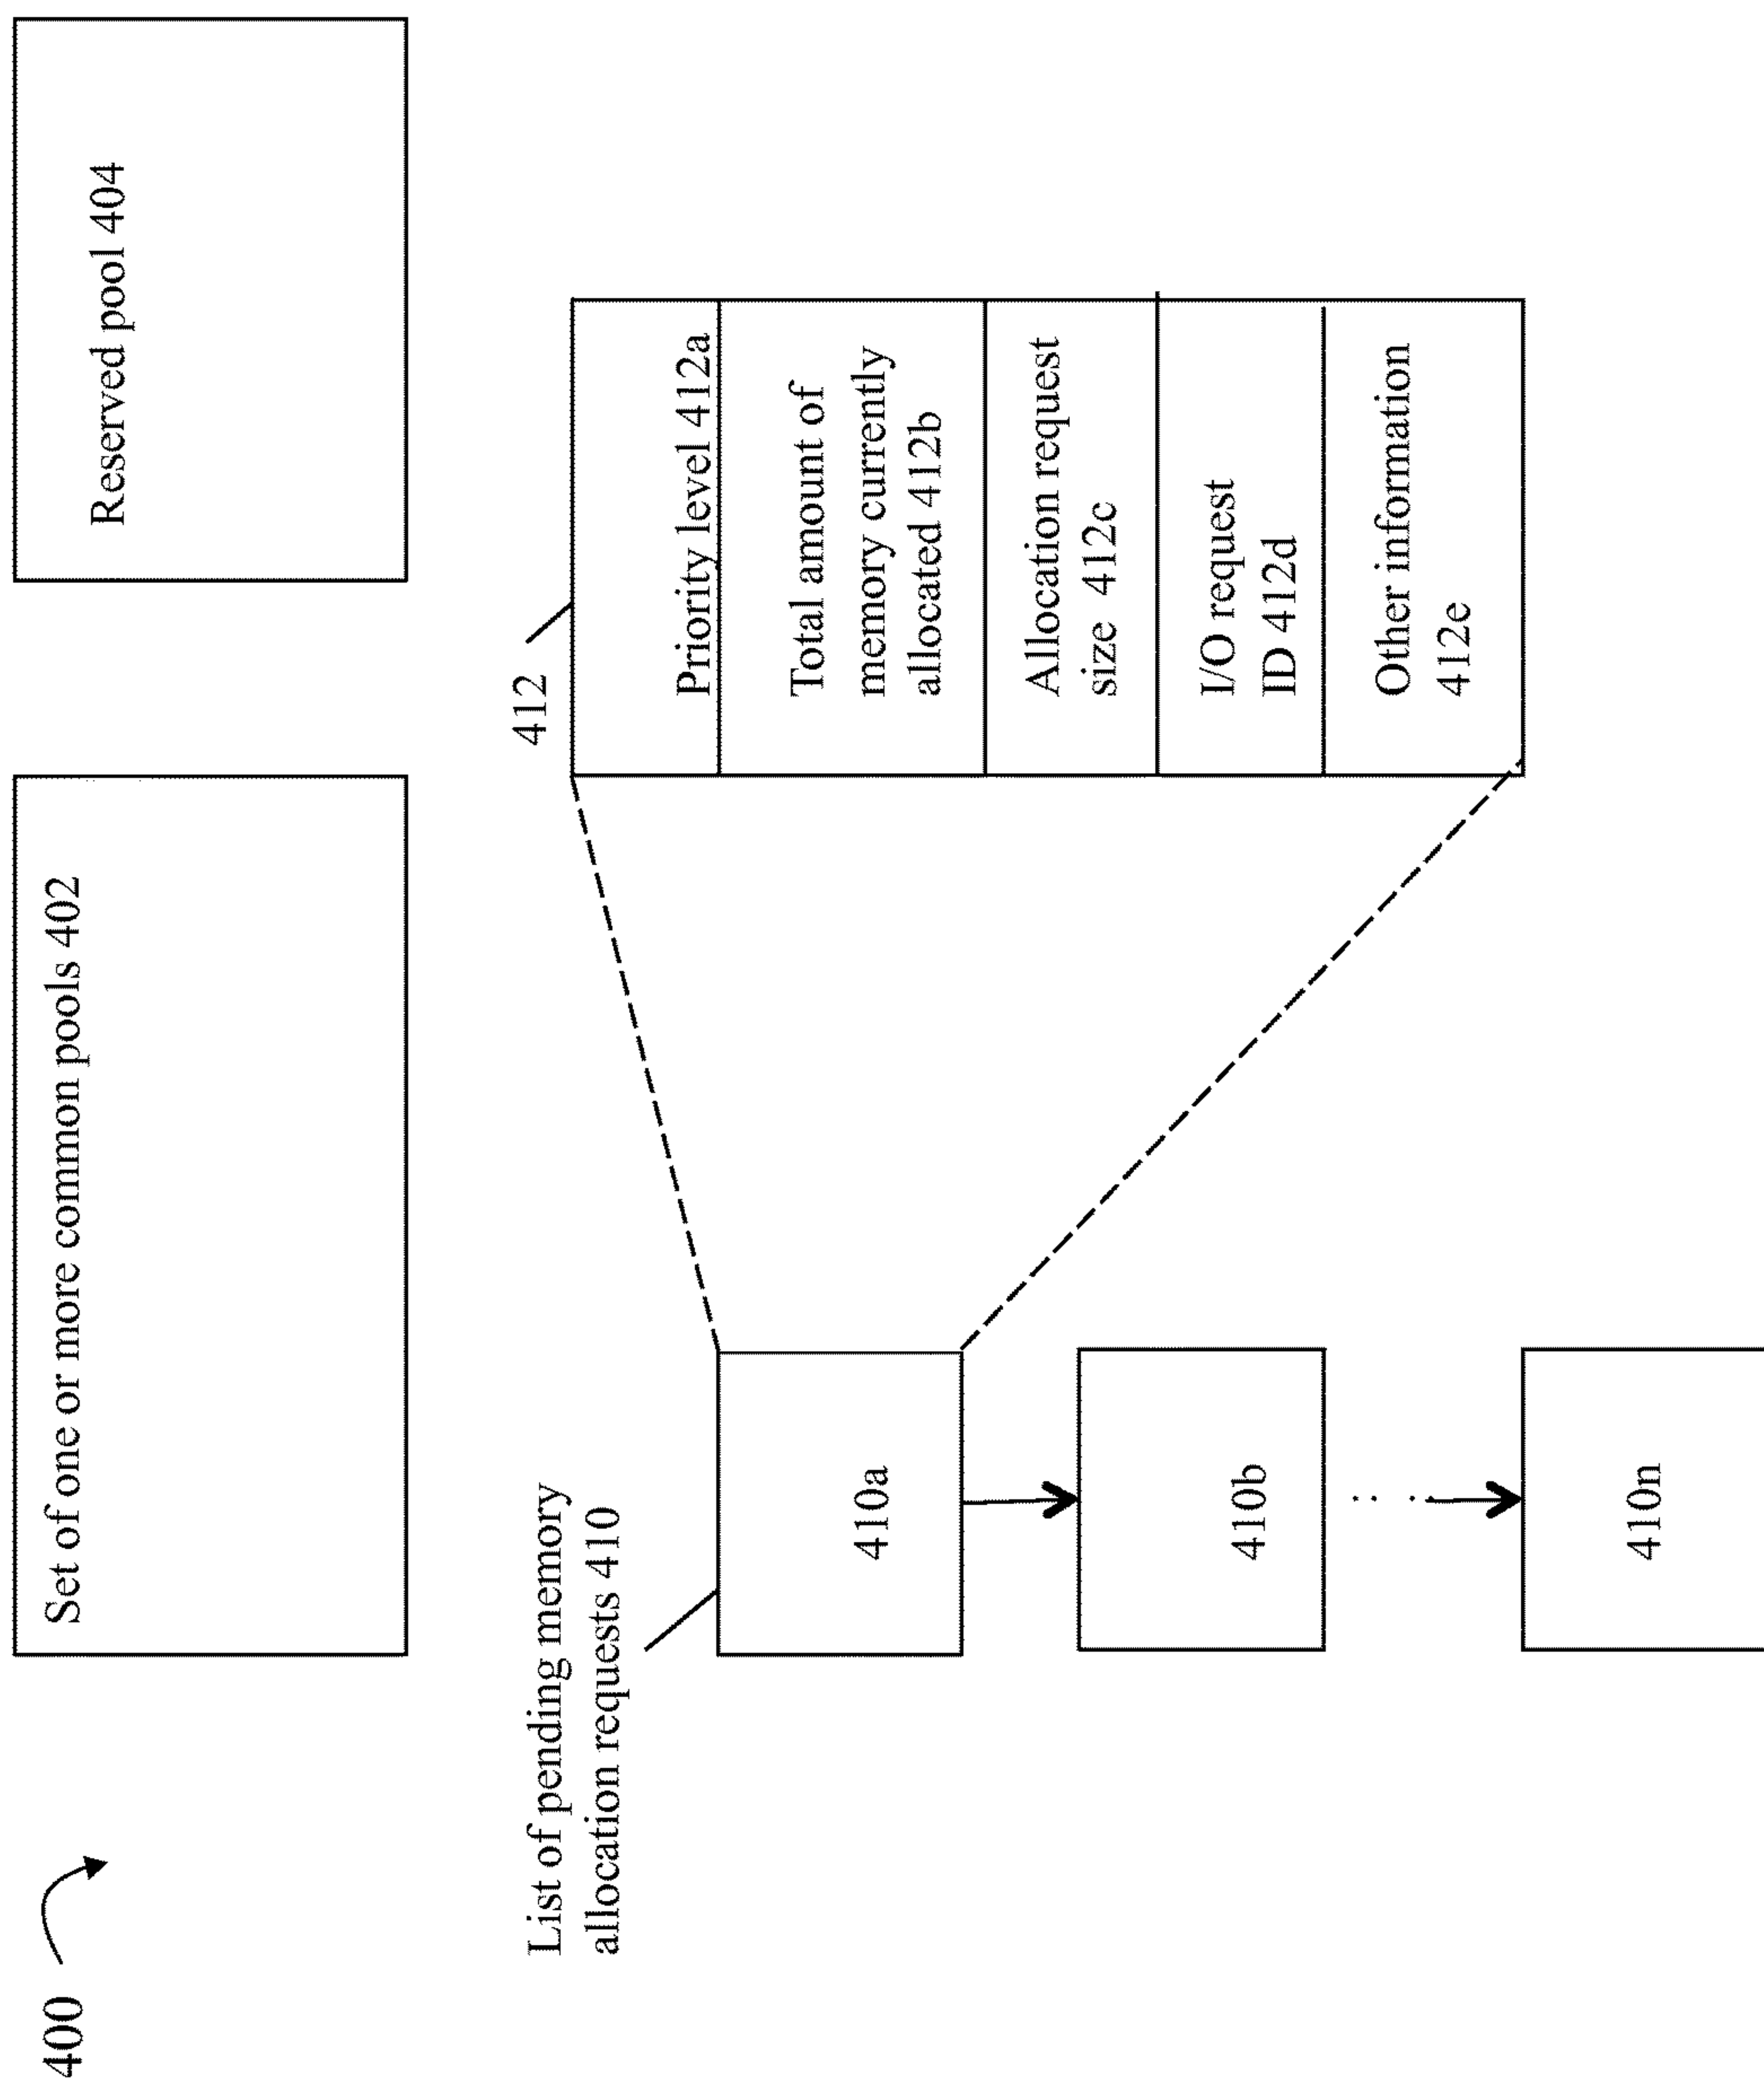 400
Set of one or more common pools 402
Reserved pool 404
List of pending memory
allocation requests 410
410a
410b
410n
412
Priority level 412a
Total amount of
memory currently
allocated 412b
Allocation request
size 412c
I/O request
ID 412d
Other information
412e